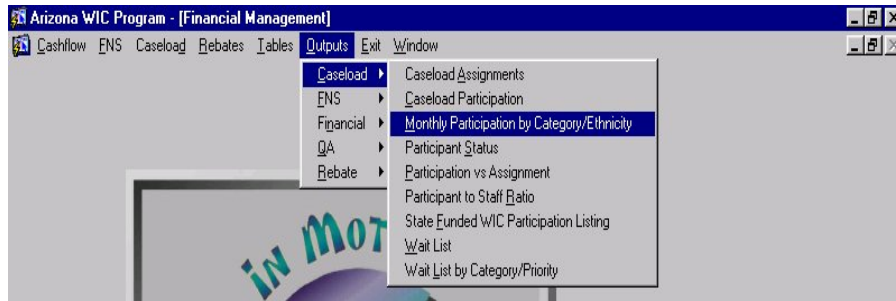 Arizona WIC Program - [Financial Management]
Cashflow FNS Caseload Rebates Tables Outputs Exit Window
Caseload
FNS
Financial
QA
Rebate
Caseload Assignments
Caseload Participation
Monthly Participation by Category/Ethnicity
Participant Status
Participation vs Assignment
Participant to Staff Ratio
State Funded WIC Participation Listing
Wait List
Wait List by Category/Priority
IN MOT